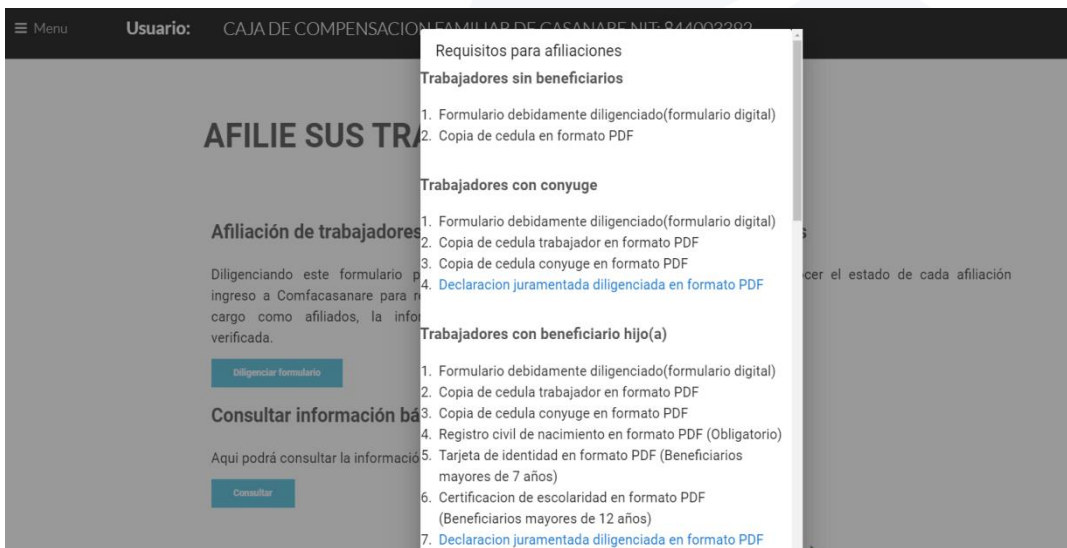 Menu
Usuario:
CAJA DE COMPENSACION FAMILIAR DE CASANARE NIT: 844003392
AFILIE SUS TRA
Afiliación de trabajadores
Diligenciando este formulario p
ingreso a Comfacasanare para re
cargo como afiliados, la infor
verificada.
Diligenciar formulario
Consultar información bá
Aqui podrá consultar la informació
Consultar
s
ocer el estado de cada afiliación
Requisitos para afiliaciones
Trabajadores sin beneficiarios
1. Formulario debidamente diligenciado(formulario digital)
2. Copia de cedula en formato PDF
Trabajadores con conyuge
1. Formulario debidamente diligenciado(formulario digital)
2. Copia de cedula trabajador en formato PDF
3. Copia de cedula conyuge en formato PDF
4. Declaracion juramentada diligenciada en formato PDF
Trabajadores con beneficiario hijo(a)
1. Formulario debidamente diligenciado(formulario digital)
2. Copia de cedula trabajador en formato PDF
3. Copia de cedula conyuge en formato PDF
4. Registro civil de nacimiento en formato PDF (Obligatorio)
5. Tarjeta de identidad en formato PDF (Beneficiarios
mayores de 7 años)
6. Certificacion de escolaridad en formato PDF
(Beneficiarios mayores de 12 años)
7. Declaracion juramentada diligenciada en formato PDF